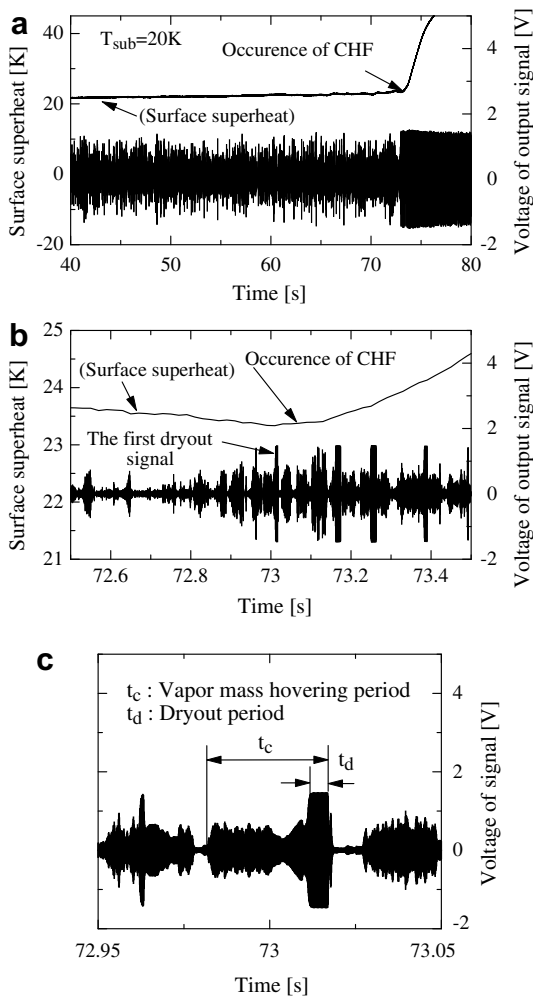 a
T_sub=20K
Occurence of CHF
(Surface superheat)
Surface superheat [K]
Voltage of output signal [V]
40
20
0
-20
4
2
0
-2
40 50 60 70 80
Time [s]
b
(Surface superheat)
Occurence of CHF
The first dryout
signal
Surface superheat [K]
Voltage of output signal [V]
25
24
23
22
21
4
2
0
-2
72.6 72.8 73 73.2 73.4
Time [s]
c
t_c : Vapor mass hovering period
t_d : Dryout period
t_c
t_d
Voltage of signal [V]
4
2
0
-2
72.95 73 73.05
Time [s]